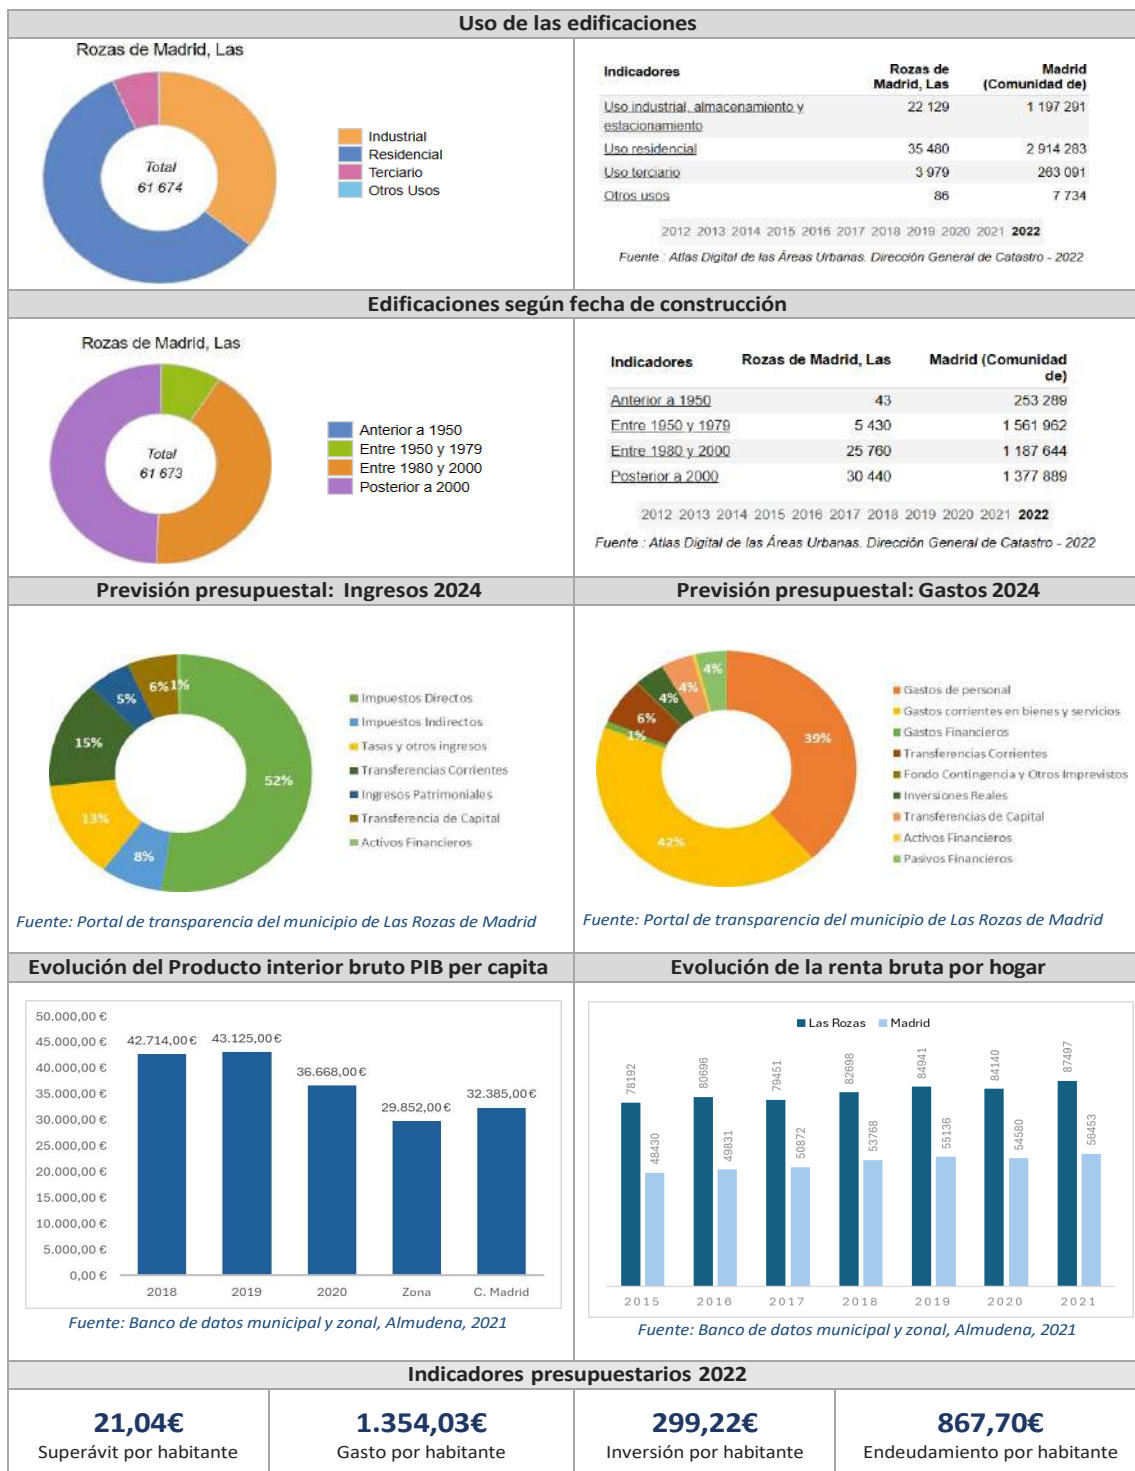 Uso de las edificaciones
Rozas de Madrid, Las
Total
61 674
Industrial
Residencial
Terciario
Otros Usos
Indicadores Rozas de Madrid, Las Madrid (Comunidad de)
Uso industrial, almacenamiento y estacionamiento 22 129 1 197 291
Uso residencial 35 480 2 914 283
Uso terciario 3 979 263 091
Otros usos 86 7 734
2012 2013 2014 2015 2016 2017 2018 2019 2020 2021 2022
Fuente : Atlas Digital de las Áreas Urbanas. Dirección General de Catastro - 2022
Edificaciones según fecha de construcción
Rozas de Madrid, Las
Total
61 673
Anterior a 1950
Entre 1950 y 1979
Entre 1980 y 2000
Posterior a 2000
Indicadores Rozas de Madrid, Las Madrid (Comunidad de)
Anterior a 1950 43 253 289
Entre 1950 y 1979 5 430 1 561 962
Entre 1980 y 2000 25 760 1 187 644
Posterior a 2000 30 440 1 377 889
2012 2013 2014 2015 2016 2017 2018 2019 2020 2021 2022
Fuente : Atlas Digital de las Áreas Urbanas. Dirección General de Catastro - 2022
Previsión presupuestal: Ingresos 2024
52%
8%
13%
15%
5%
6%
1%
Impuestos Directos
Impuestos Indirectos
Tasas y otros ingresos
Transferencias Corrientes
Ingresos Patrimoniales
Transferencia de Capital
Activos Financieros
Fuente: Portal de transparencia del municipio de Las Rozas de Madrid
Previsión presupuestal: Gastos 2024
39%
42%
1%
6%
4%
4%
4%
Gastos de personal
Gastos corrientes en bienes y servicios
Gastos Financieros
Transferencias Corrientes
Fondo Contingencia y Otros Imprevistos
Inversiones Reales
Transferencias de Capital
Activos Financieros
Pasivos Financieros
Fuente: Portal de transparencia del municipio de Las Rozas de Madrid
Evolución del Producto interior bruto PIB per capita
50.000,00 €
45.000,00 €
40.000,00 €
35.000,00 €
30.000,00 €
25.000,00 €
20.000,00 €
15.000,00 €
10.000,00 €
5.000,00 €
0,00 €
42.714,00 €
43.125,00 €
36.668,00 €
29.852,00 €
32.385,00 €
2018 2019 2020 Zona C. Madrid
Fuente: Banco de datos municipal y zonal, Almudena, 2021
Evolución de la renta bruta por hogar
Las Rozas Madrid
78192 48430
80696 49831
79451 50872
82698 53768
84941 55136
84140 54580
87497 56453
2015 2016 2017 2018 2019 2020 2021
Fuente: Banco de datos municipal y zonal, Almudena, 2021
Indicadores presupuestarios 2022
21,04€
Superávit por habitante
1.354,03€
Gasto por habitante
299,22€
Inversión por habitante
867,70€
Endeudamiento por habitante